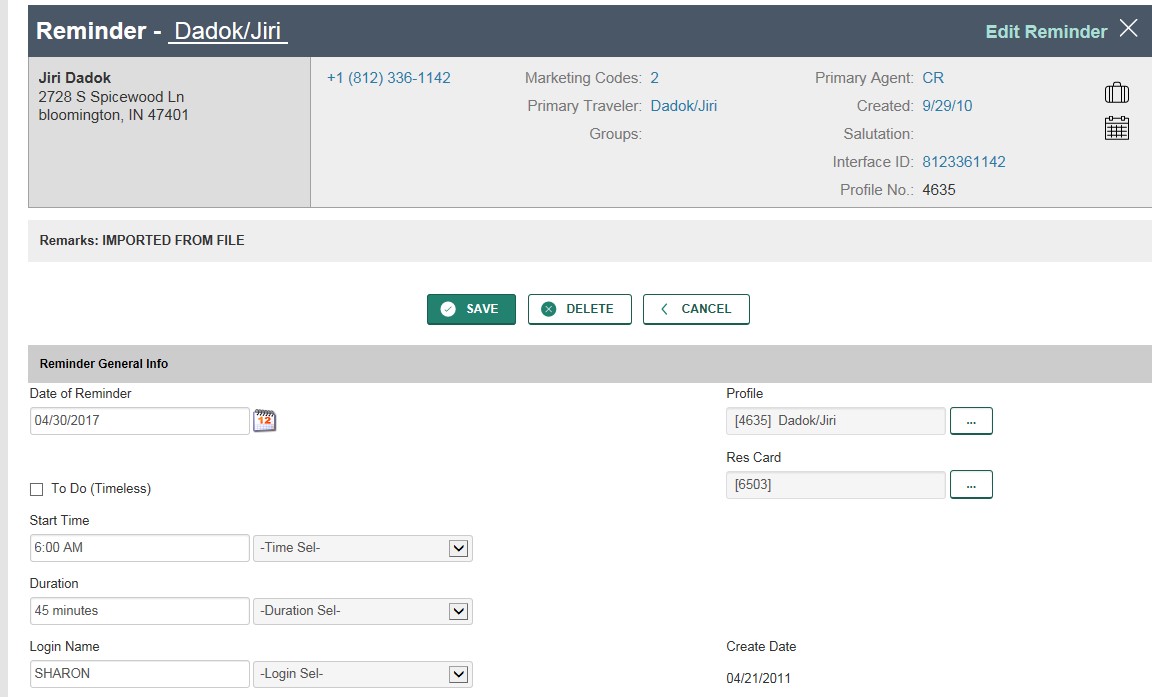 Reminder - Dadok/Jiri
Edit Reminder
Jiri Dadok
2728 S Spicewood Ln
bloomington, IN 47401
+1 (812) 336-1142
Marketing Codes: 2
Primary Traveler: Dadok/Jiri
Groups:
Primary Agent: CR
Created: 9/29/10
Salutation:
Interface ID: 8123361142
Profile No.: 4635
Remarks: IMPORTED FROM FILE
SAVE
DELETE
CANCEL
Reminder General Info
Date of Reminder
04/30/2017
12
Profile
[4635] Dadok/Jiri
...
Res Card
[6503]
...
To Do (Timeless)
Start Time
6:00 AM
-Time Sel-
Duration
45 minutes
-Duration Sel-
Login Name
SHARON
-Login Sel-
Create Date
04/21/2011